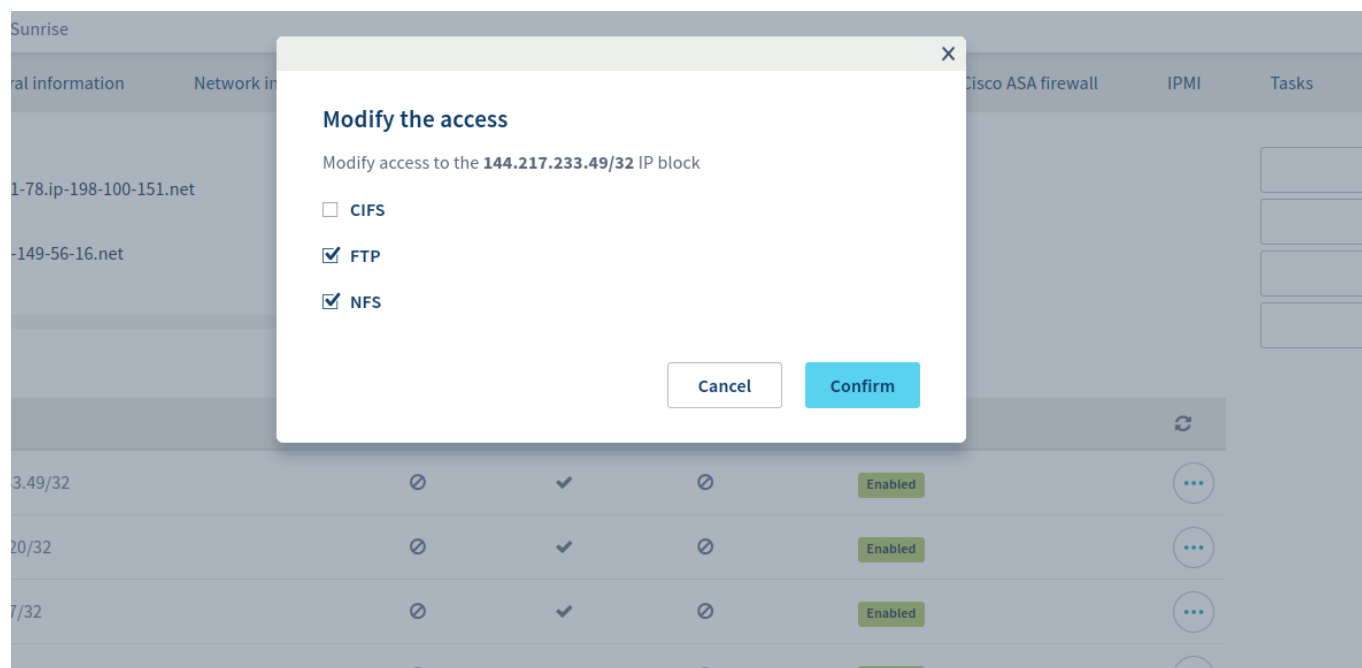 Sunrise
ral information Network in Cisco ASA firewall IPMI Tasks
Modify the access
Modify access to the 144.217.233.49/32 IP block
1-78.ip-198-100-151.net
CIFS
-149-56-16.net
FTP
NFS
Cancel Confirm
3.49/32 Enabled
20/32 Enabled
7/32 Enabled